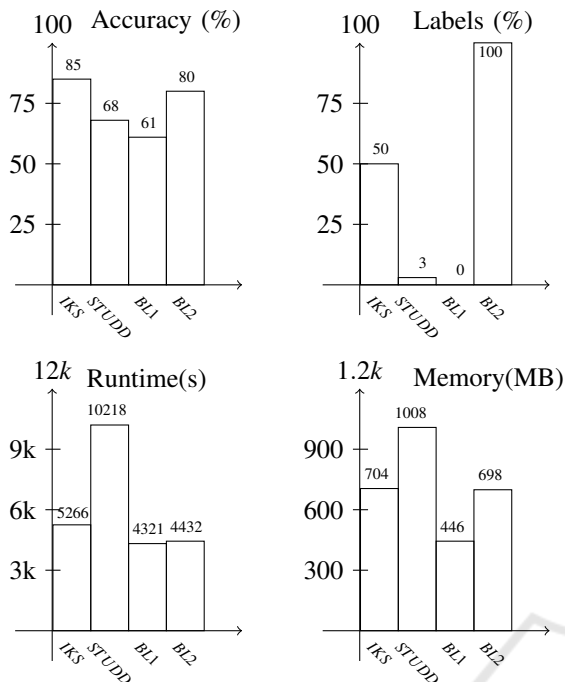 Accuracy (%)
100
85
80
75
68
61
50
25
IKS STUDD BL1 BL2
Labels (%)
100
100
75
50
50
25
3
0
IKS STUDD BL1 BL2
Runtime(s)
12k
10218
9k
6k
5266
4321
4432
3k
IKS STUDD BL1 BL2
Memory(MB)
1.2k
1008
900
704
698
600
446
300
IKS STUDD BL1 BL2